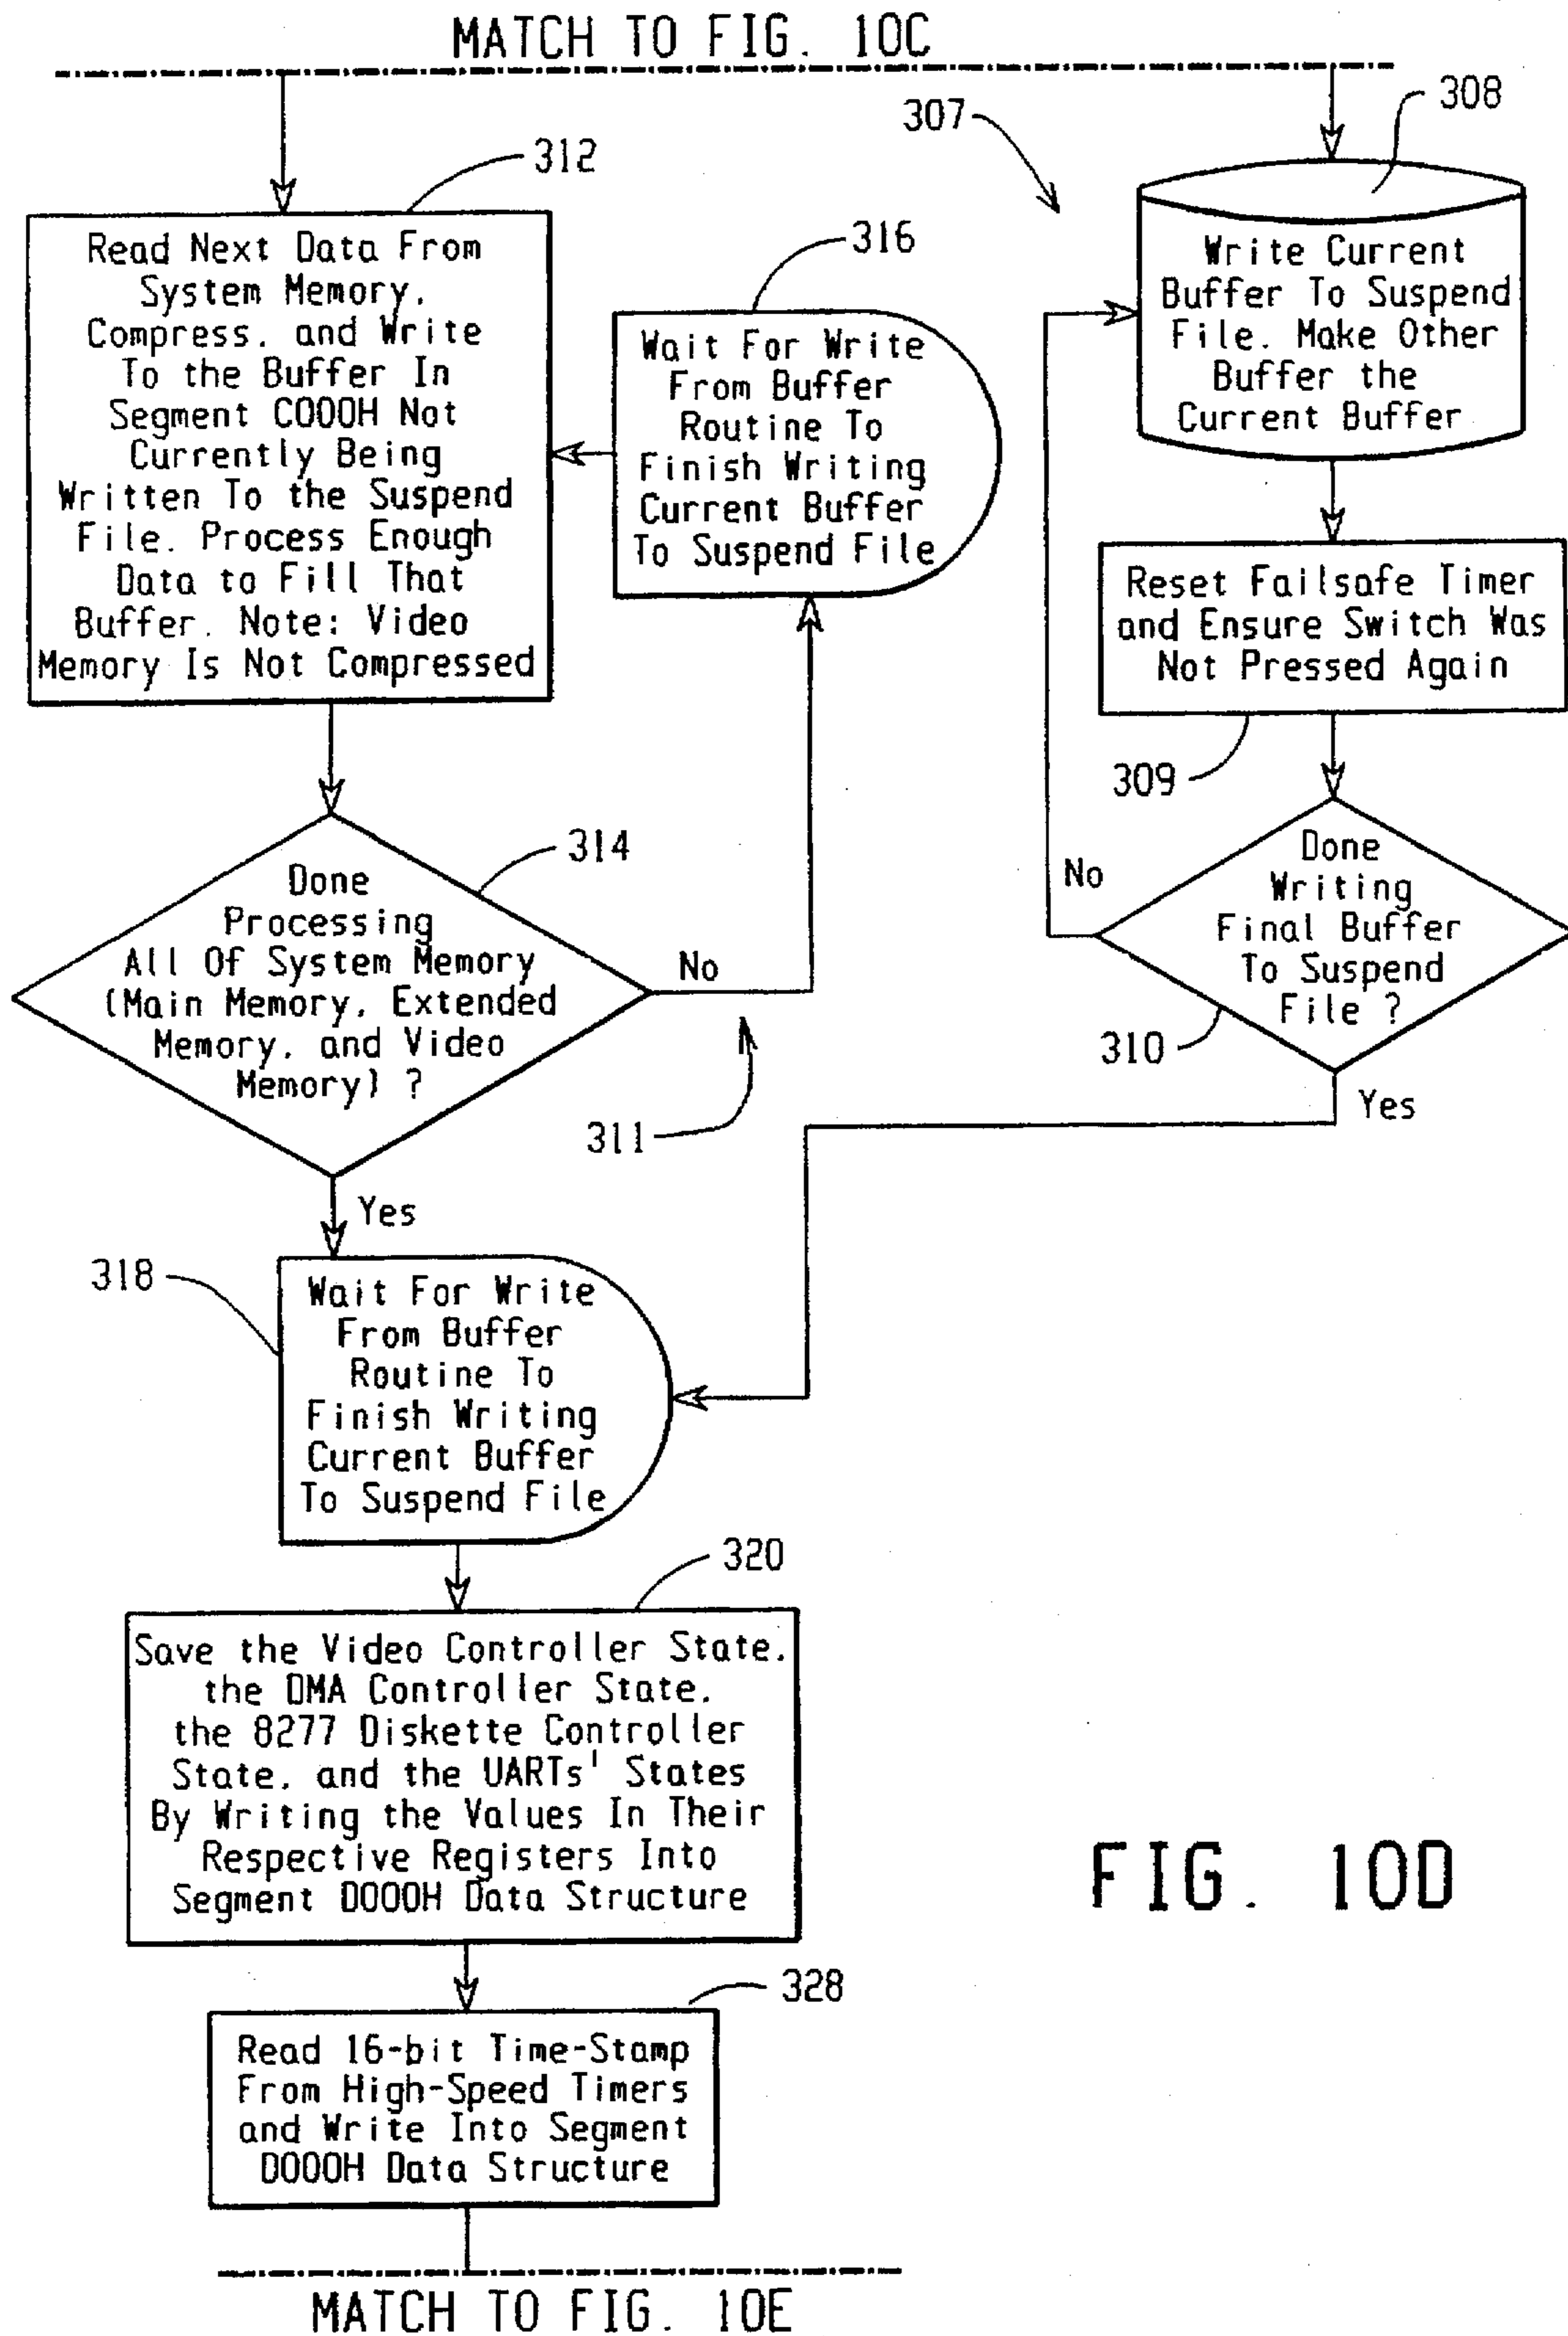 MATCH TO FIG. 10C
312
Read Next Data From
System Memory,
Compress, and Write
To the Buffer In
Segment C000H Not
Currently Being
Written To the Suspend
File. Process Enough
Data to Fill That
Buffer. Note: Video
Memory Is Not Compressed
316
Wait For Write
From Buffer
Routine To
Finish Writing
Current Buffer
To Suspend File
307
308
Write Current
Buffer To Suspend
File. Make Other
Buffer the
Current Buffer
Reset Failsafe Timer
and Ensure Switch Was
Not Pressed Again
309
314
Done
Processing
All Of System Memory
(Main Memory, Extended
Memory, and Video
Memory) ?
No
311
Yes
No
Done
Writing
Final Buffer
To Suspend
File ?
310
Yes
318
Wait For Write
From Buffer
Routine To
Finish Writing
Current Buffer
To Suspend File
320
Save the Video Controller State,
the DMA Controller State,
the 8277 Diskette Controller
State, and the UARTs' States
By Writing the Values In Their
Respective Registers Into
Segment D000H Data Structure
328
Read 16-bit Time-Stamp
From High-Speed Timers
and Write Into Segment
D000H Data Structure
FIG. 10D
MATCH TO FIG. 10E